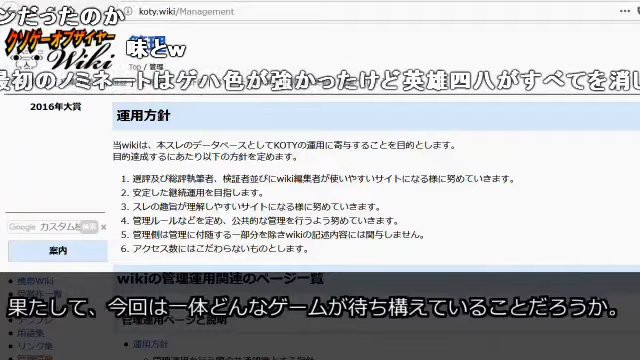 koty.wiki/Management
ンだったのか
クソゲーオブザイヤー
Wiki
味とw
管理
Top / 管理
最初のノミネートはゲハ色が強かったけど英雄四八がすべてを消し
2016年大賞
運用方針
当wikiは、本スレのデータベースとしてKOTYの運用に寄与することを目的とします。
目的達成するにあたり以下の方針を定めます。
1. 選評及び総評執筆者、検証者並びにwiki編集者が使いやすいサイトになる様に努めていきます。
2. 安定した継続運用を目指します。
3. スレの趣旨が理解しやすいサイトになる様に努めていきます。
4. 管理ルールなどを定め、公共的な管理を行うよう努めていきます。
5. 管理側は管理に付随する一部分を除きwikiの記述内容には関与しません。
6. アクセス数にはこだわらないものとします。
Google カスタム検
案内
携帯Wiki
wikiの管理運用関連のページ一覧
果たして、今回は一体どんなゲームが待ち構えていることだろうか。
用語集
リンク集
運用方針